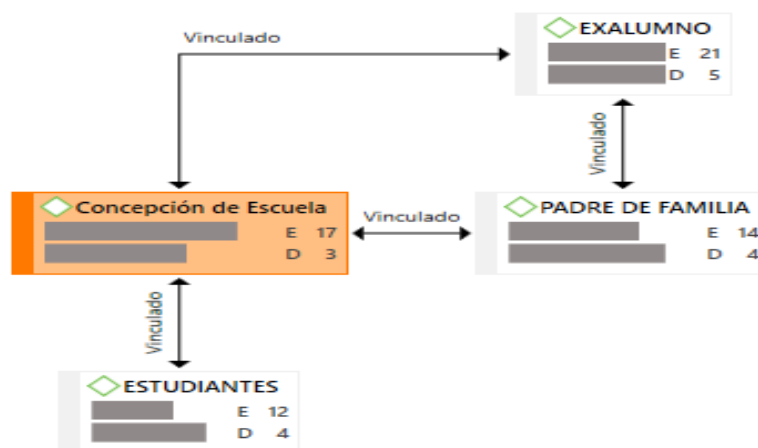 EXALUMNO
E 21
D 5
Vinculado
Vinculado
Concepción de Escuela
E 17
D 3
Vinculado
PADRE DE FAMILIA
E 14
D 4
Vinculado
ESTUDIANTES
E 12
D 4